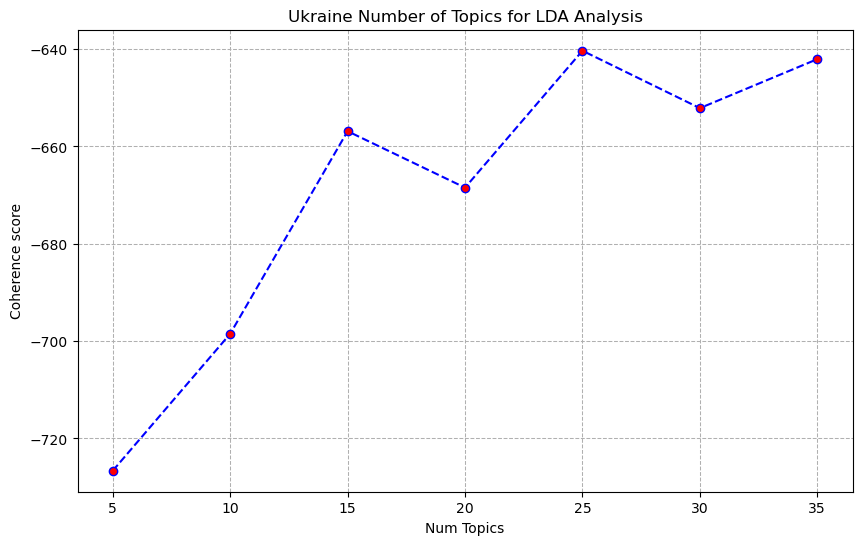 Ukraine Number of Topics for LDA Analysis
−640
−660
−680
−700
−720
Coherence score
5 10 15 20 25 30 35
Num Topics